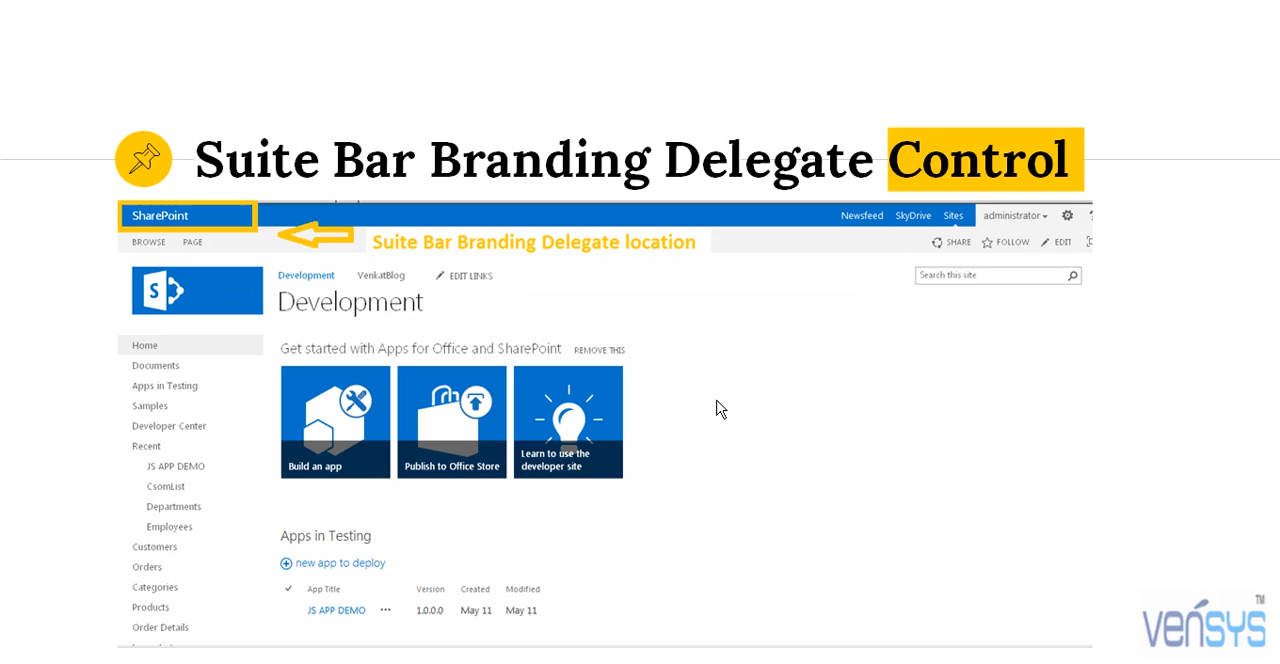 Suite Bar Branding Delegate Control
SharePoint
Newsfeed SkyDrive Sites administrator ?
BROWSE PAGE
Suite Bar Branding Delegate location
SHARE FOLLOW EDIT
S
Development VenkatBlog EDIT LINKS
Search this site
Development
Home
Get started with Apps for Office and SharePoint REMOVE THIS
Documents
Apps in Testing
Samples
Developer Center
Recent
JS APP DEMO
CsomList
Departments
Employees
Customers
Orders
Categories
Products
Order Details
Build an app
Publish to Office Store
Learn to use the
developer site
Apps in Testing
new app to deploy
App Title Version Created Modified
JS APP DEMO ... 1.0.0.0 May 11 May 11
vensys TM